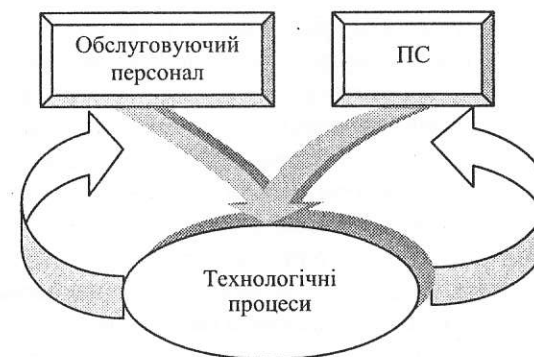 Обслуговуючий
персонал
ПС
Технологічні
процеси